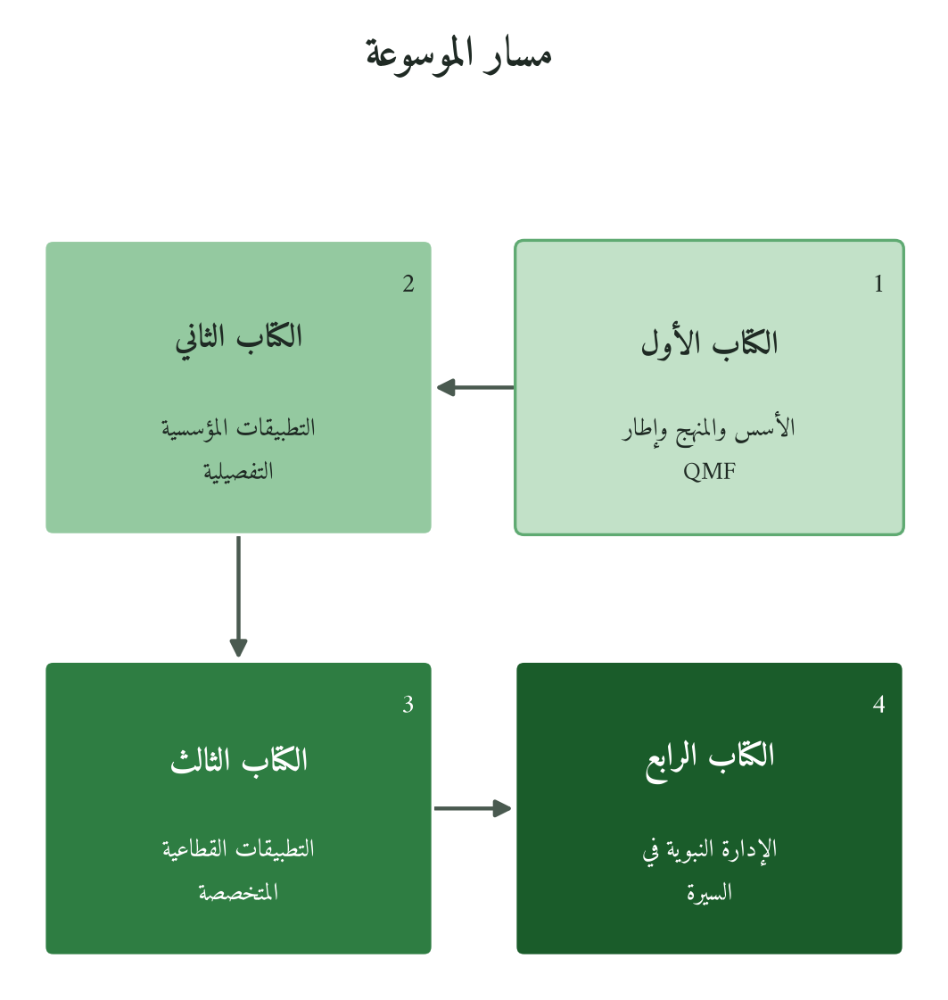 مسار الموسوعة
1
الكتاب الأول
الأسس والمنهج وإطار
QMF
2
الكتاب الثاني
التطبيقات المؤسسية
التفصيلية
3
الكتاب الثالث
التطبيقات القطاعية
المتخصصة
4
الكتاب الرابع
الإدارة النبوية في
السيرة